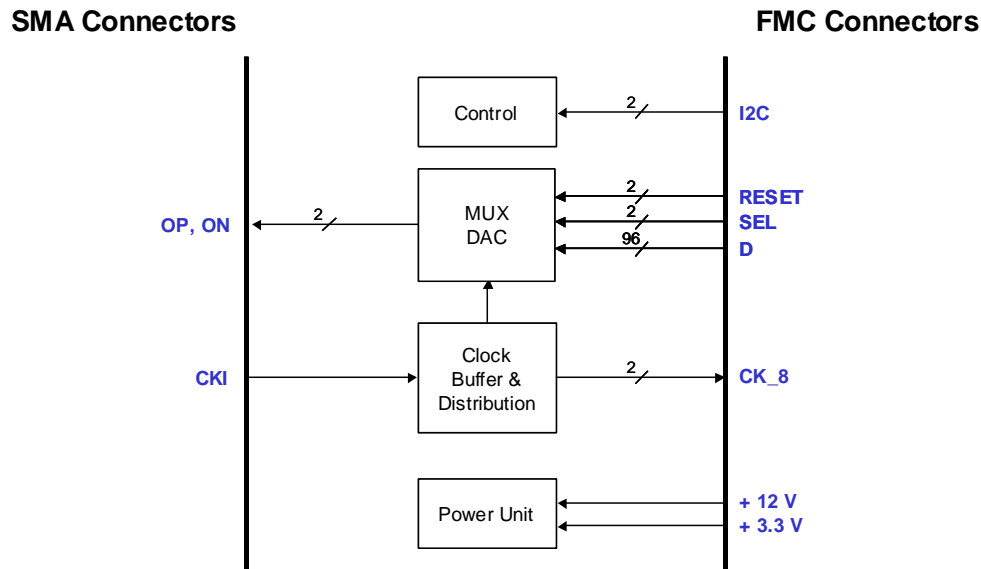 SMA Connectors
FMC Connectors
Control
2
I2C
MUX
DAC
2
RESET
2
SEL
96
D
OP, ON
2
Clock
Buffer &
Distribution
CKI
2
CK_8
Power Unit
+ 12 V
+ 3.3 V